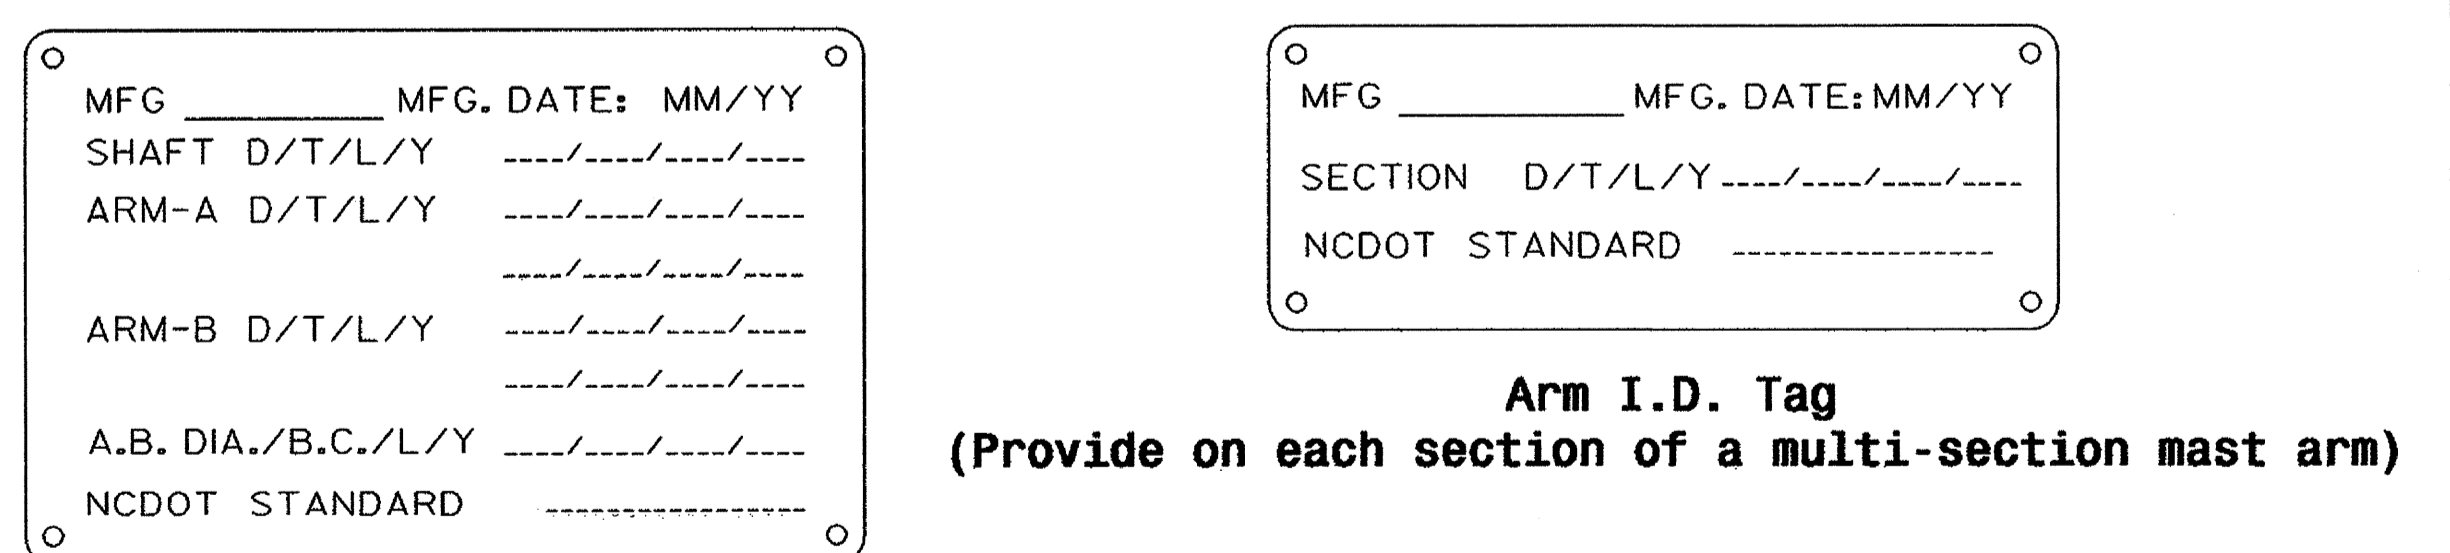 MFG __________ MFG. DATE: MM/YY
SHAFT D/T/L/Y ----/----/----/----
ARM-A D/T/L/Y ----/----/----/----
----/----/----/----
ARM-B D/T/L/Y ----/----/----/----
----/----/----/----
A.B. DIA./B.C./L/Y ----/----/----/----
NCDOT STANDARD -----------------
MFG __________ MFG. DATE: MM/YY
SECTION D/T/L/Y ----/----/----/----
NCDOT STANDARD -----------------
Arm I.D. Tag
(Provide on each section of a multi-section mast arm)